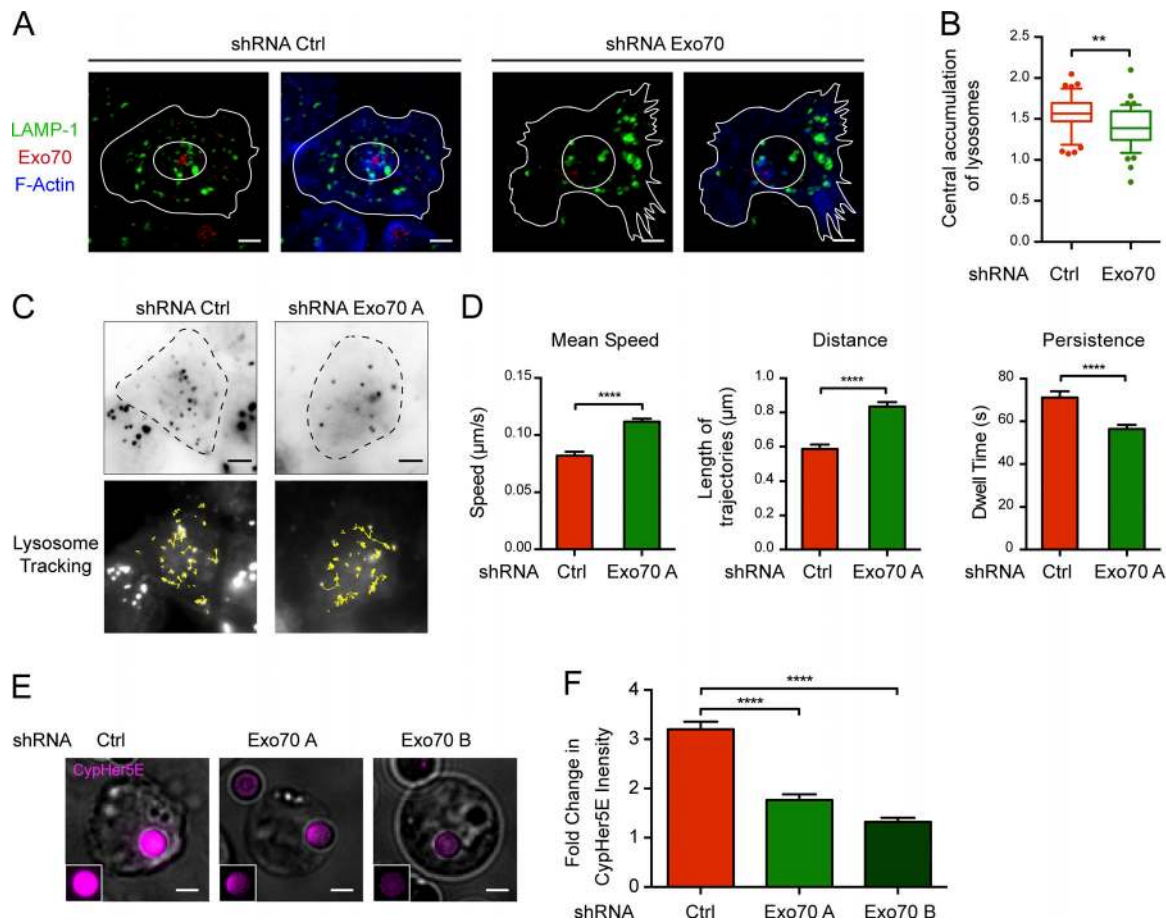 A
shRNA Ctrl
shRNA Exo70
LAMP-1
Exo70
F-Actin
B
**
2.5
2.0
1.5
1.0
0.5
0.0
Central accumulation
of lysosomes
shRNA Ctrl Exo70
C
shRNA Ctrl
shRNA Exo70 A
Lysosome
Tracking
D
Mean Speed
****
0.15
0.10
0.05
0.00
Speed (µm/s)
shRNA Ctrl Exo70 A
Distance
****
1.0
0.8
0.6
0.4
0.2
0.0
Length of
trajectories (µm)
shRNA Ctrl Exo70 A
Persistence
****
80
60
40
20
0
Dwell Time (s)
shRNA Ctrl Exo70 A
E
shRNA Ctrl Exo70 A Exo70 B
CypHer5E
F
****
****
4
3
2
1
0
Fold Change in
CypHer5E Inensity
shRNA Ctrl Exo70 A Exo70 B